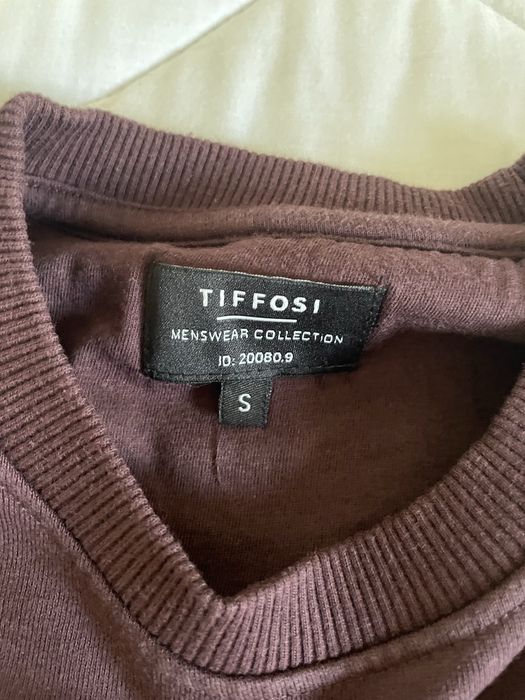 TIFFOSI
MENSWEAR COLLECTION
ID: 20080.9
S